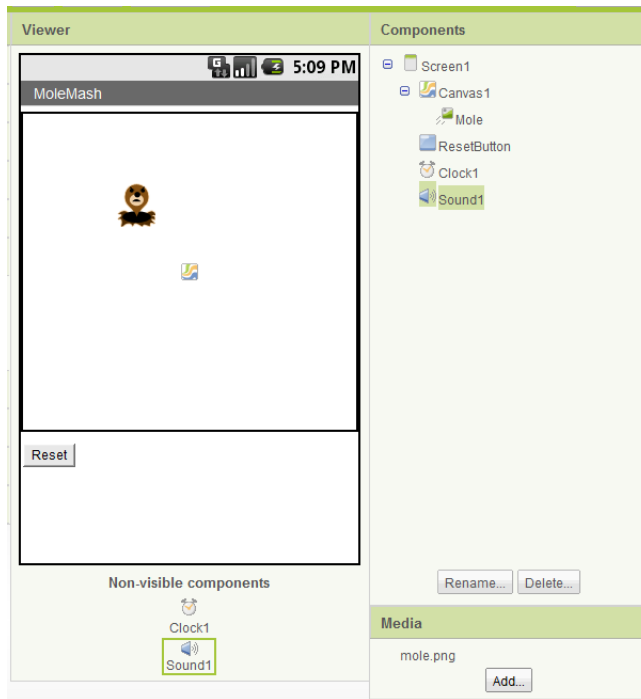 Viewer
5:09 PM
MoleMash
Reset
Non-visible components
Clock1
Sound1
Components
Screen1
Canvas1
Mole
ResetButton
Clock1
Sound1
Rename... Delete...
Media
mole.png
Add...